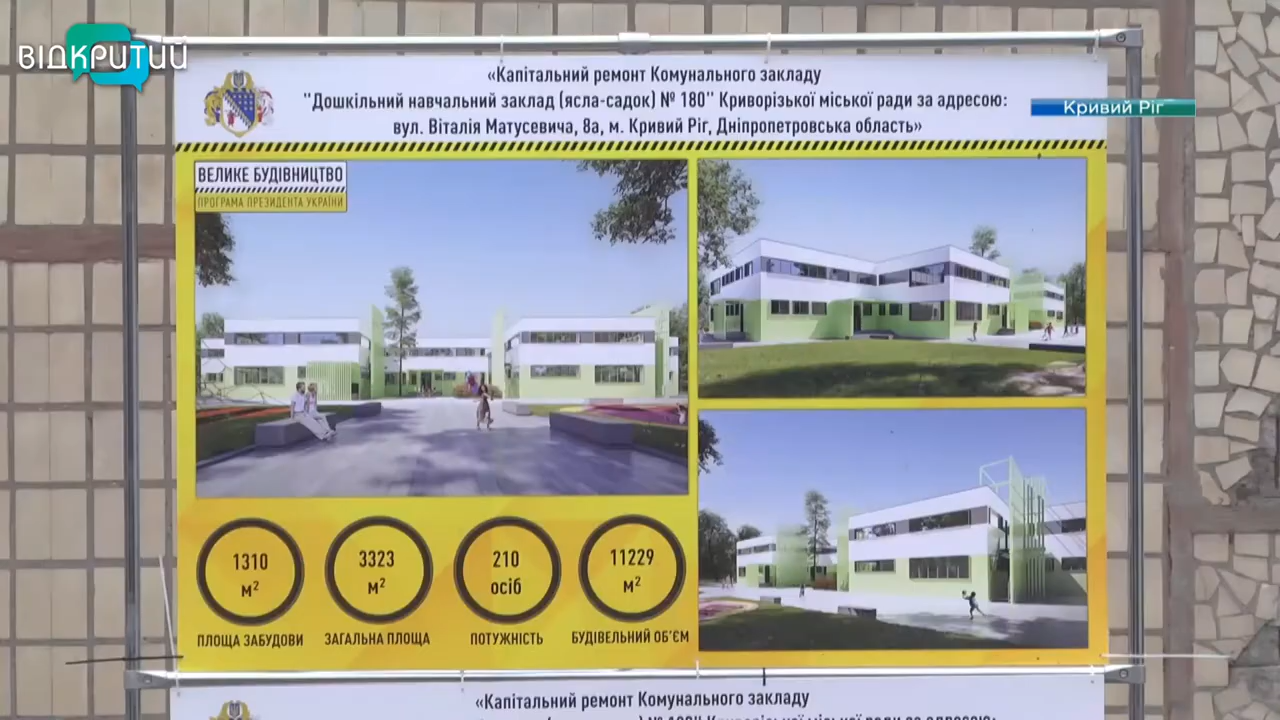 ВІДКРИТИЙ
«Капітальний ремонт Комунального закладу
"Дошкільний навчальний заклад (ясла-садок) № 180" Криворізької міської ради за адресою:
вул. Віталія Матусевича, 8а, м. Кривий Ріг, Дніпропетровська область»
Кривий Ріг
ВЕЛИКЕ БУДІВНИЦТВО
ПРОГРАМА ПРЕЗИДЕНТА УКРАЇНИ
1310 м²
ПЛОЩА ЗАБУДОВИ
3323 м²
ЗАГАЛЬНА ПЛОЩА
210 осіб
ПОТУЖНІСТЬ
11229 м²
БУДІВЕЛЬНИЙ ОБ'ЄМ
«Капітальний ремонт Комунального закладу